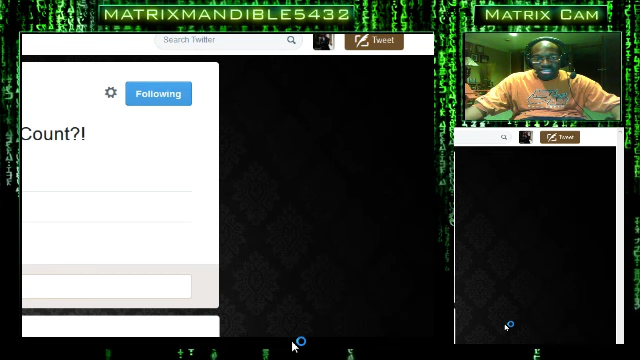 MATRIXMANDIBLE5432
Matrix Cam
Search Twitter
Tweet
Following
Count?!
Tweet